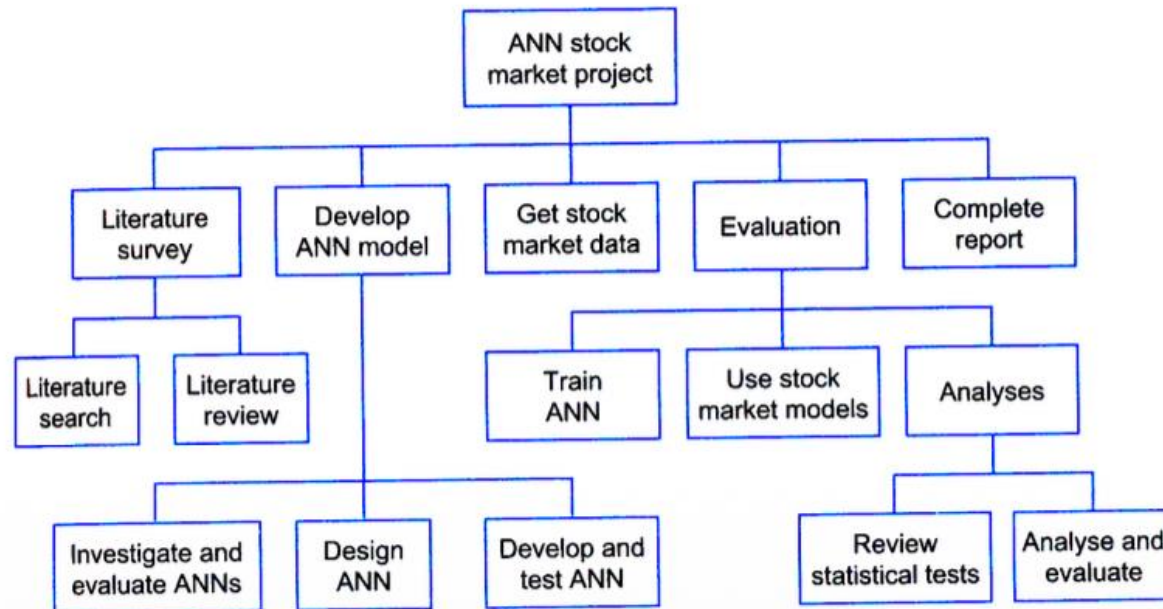 ANN stock
market project
Literature
survey
Develop
ANN model
Get stock
market data
Evaluation
Complete
report
Literature
search
Literature
review
Train
ANN
Use stock
market models
Analyses
Investigate and
evaluate ANNs
Design
ANN
Develop and
test ANN
Review
statistical tests
Analyse and
evaluate